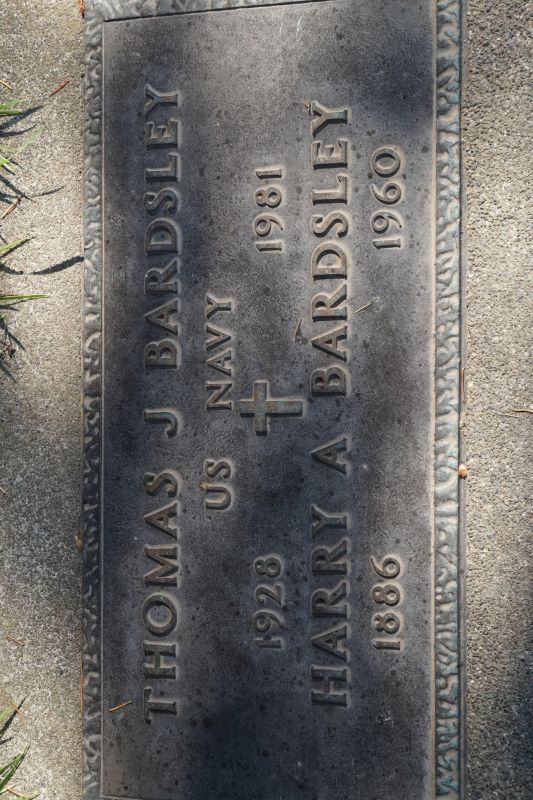 THOMAS J BARDSLEY
US NAVY
1928 1981
HARRY A BARDSLEY
1886 1960